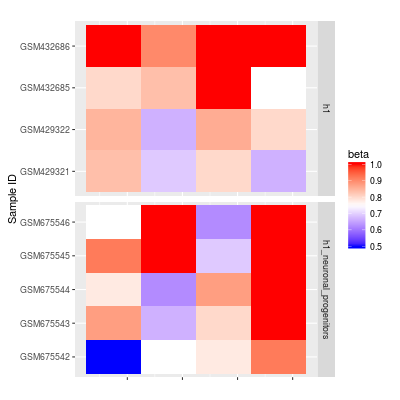 GSM432686
GSM432685
GSM429322
GSM429321
h1
GSM675546
GSM675545
GSM675544
GSM675543
GSM675542
h1_neuronal_progenitors
Sample ID
beta
1.0
0.9
0.8
0.7
0.6
0.5